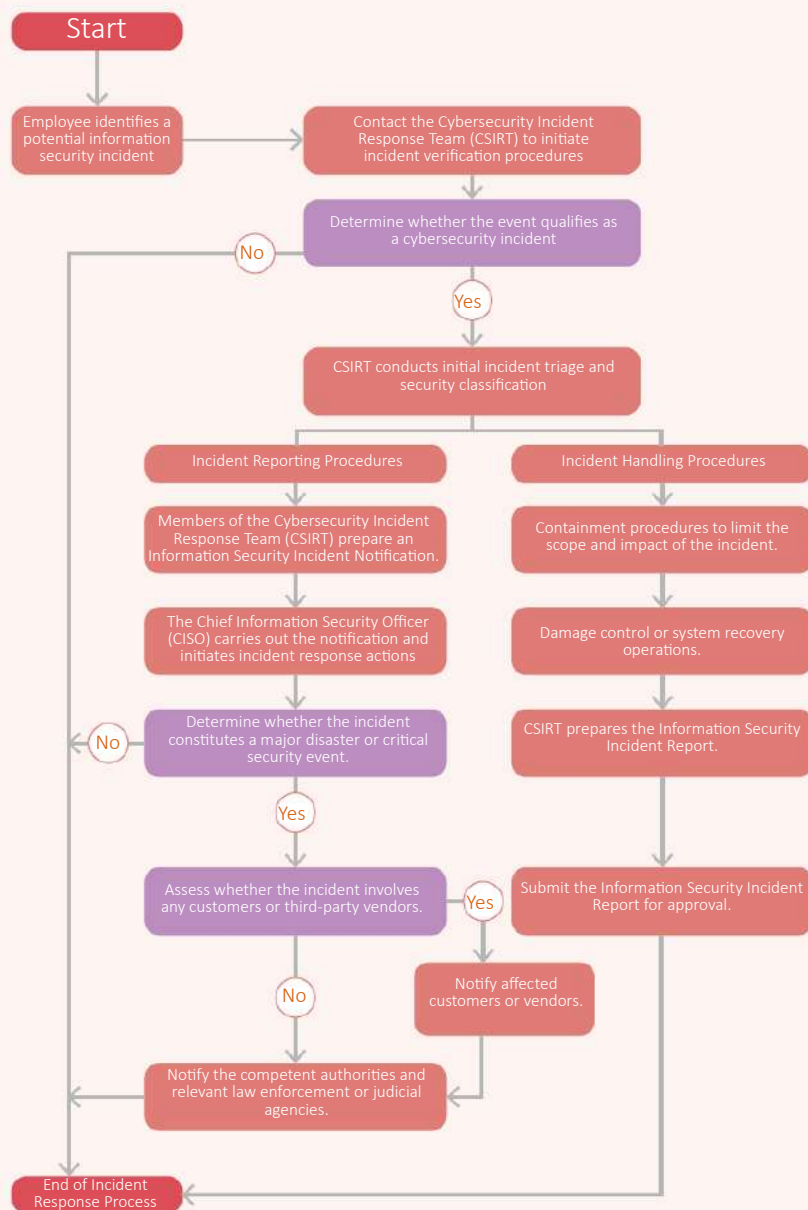 Start
Employee identifies a
potential information
security incident
Contact the Cybersecurity Incident
Response Team (CSIRT) to initiate
incident verification procedures
Determine whether the event qualifies as
a cybersecurity incident
No
Yes
CSIRT conducts initial incident triage and
security classification
Incident Reporting Procedures
Incident Handling Procedures
Members of the Cybersecurity Incident
Response Team (CSIRT) prepare an
Information Security Incident Notification.
Containment procedures to limit the
scope and impact of the incident.
The Chief Information Security Officer
(CISO) carries out the notification and
initiates incident response actions
Damage control or system recovery
operations.
Determine whether the incident
constitutes a major disaster or critical
security event.
No
CSIRT prepares the Information Security
Incident Report.
Yes
Assess whether the incident involves
any customers or third-party vendors.
Yes
Submit the Information Security Incident
Report for approval.
No
Notify affected
customers or vendors.
Notify the competent authorities and
relevant law enforcement or judicial
agencies.
End of Incident
Response Process